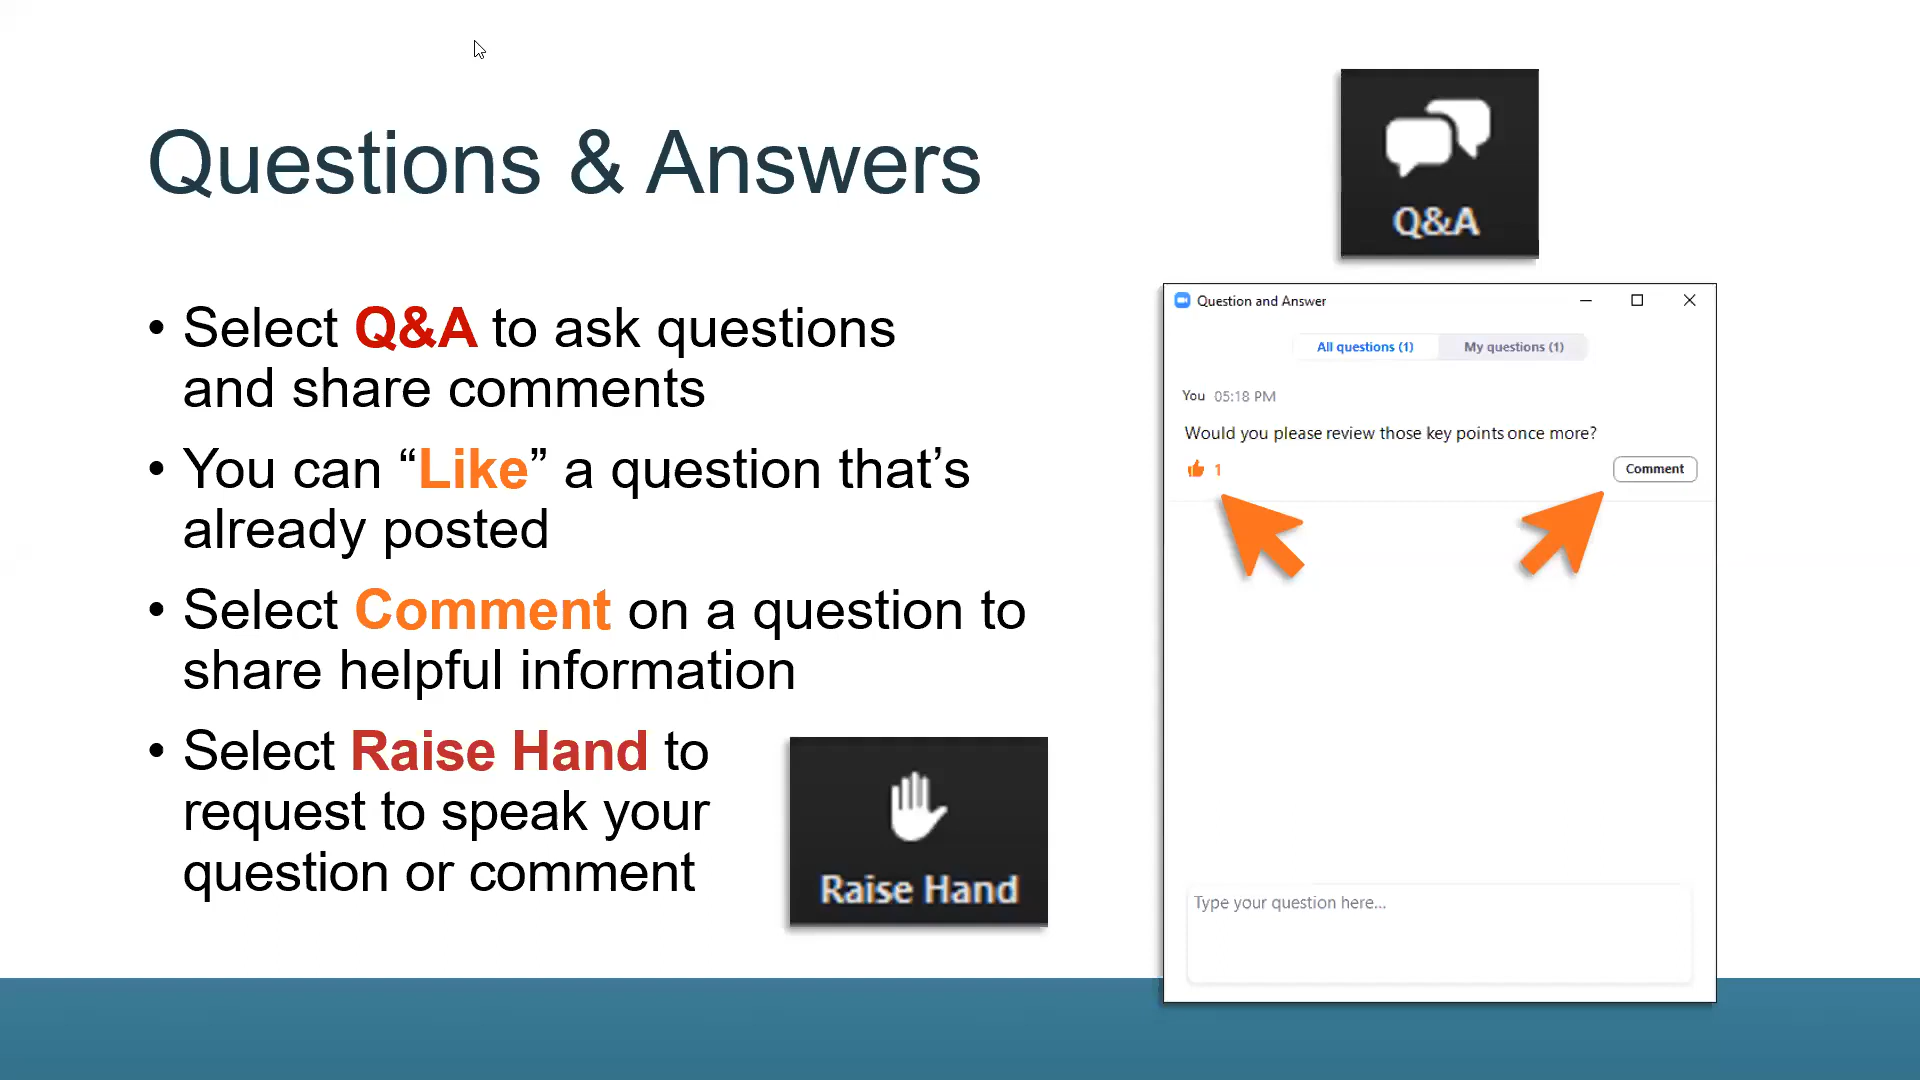 Questions & Answers
• Select Q&A to ask questions
and share comments
• You can “Like” a question that’s
already posted
• Select Comment on a question to
share helpful information
• Select Raise Hand to
request to speak your
question or comment
Raise Hand
Q&A
Question and Answer
All questions (1) My questions (1)
You 05:18 PM
Would you please review those key points once more?
1 Comment
Type your question here...